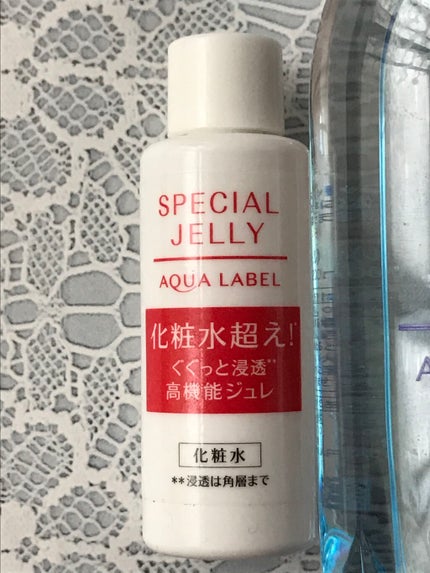 SPECIAL
JELLY
AQUA LABEL
化粧水超え!*
ぐぐっと浸透**
高機能ジュレ
化粧水
**浸透は角層まで
A